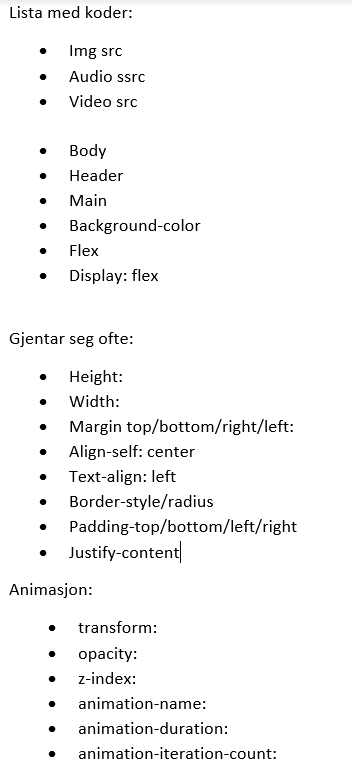 Lista med koder:
• Img src
• Audio ssrc
• Video src
• Body
• Header
• Main
• Background-color
• Flex
• Display: flex
Gjentar seg ofte:
• Height:
• Width:
• Margin top/bottom/right/left:
• Align-self: center
• Text-align: left
• Border-style/radius
• Padding-top/bottom/left/right
• Justify-content
Animasjon:
• transform:
• opacity:
• z-index:
• animation-name:
• animation-duration:
• animation-iteration-count: